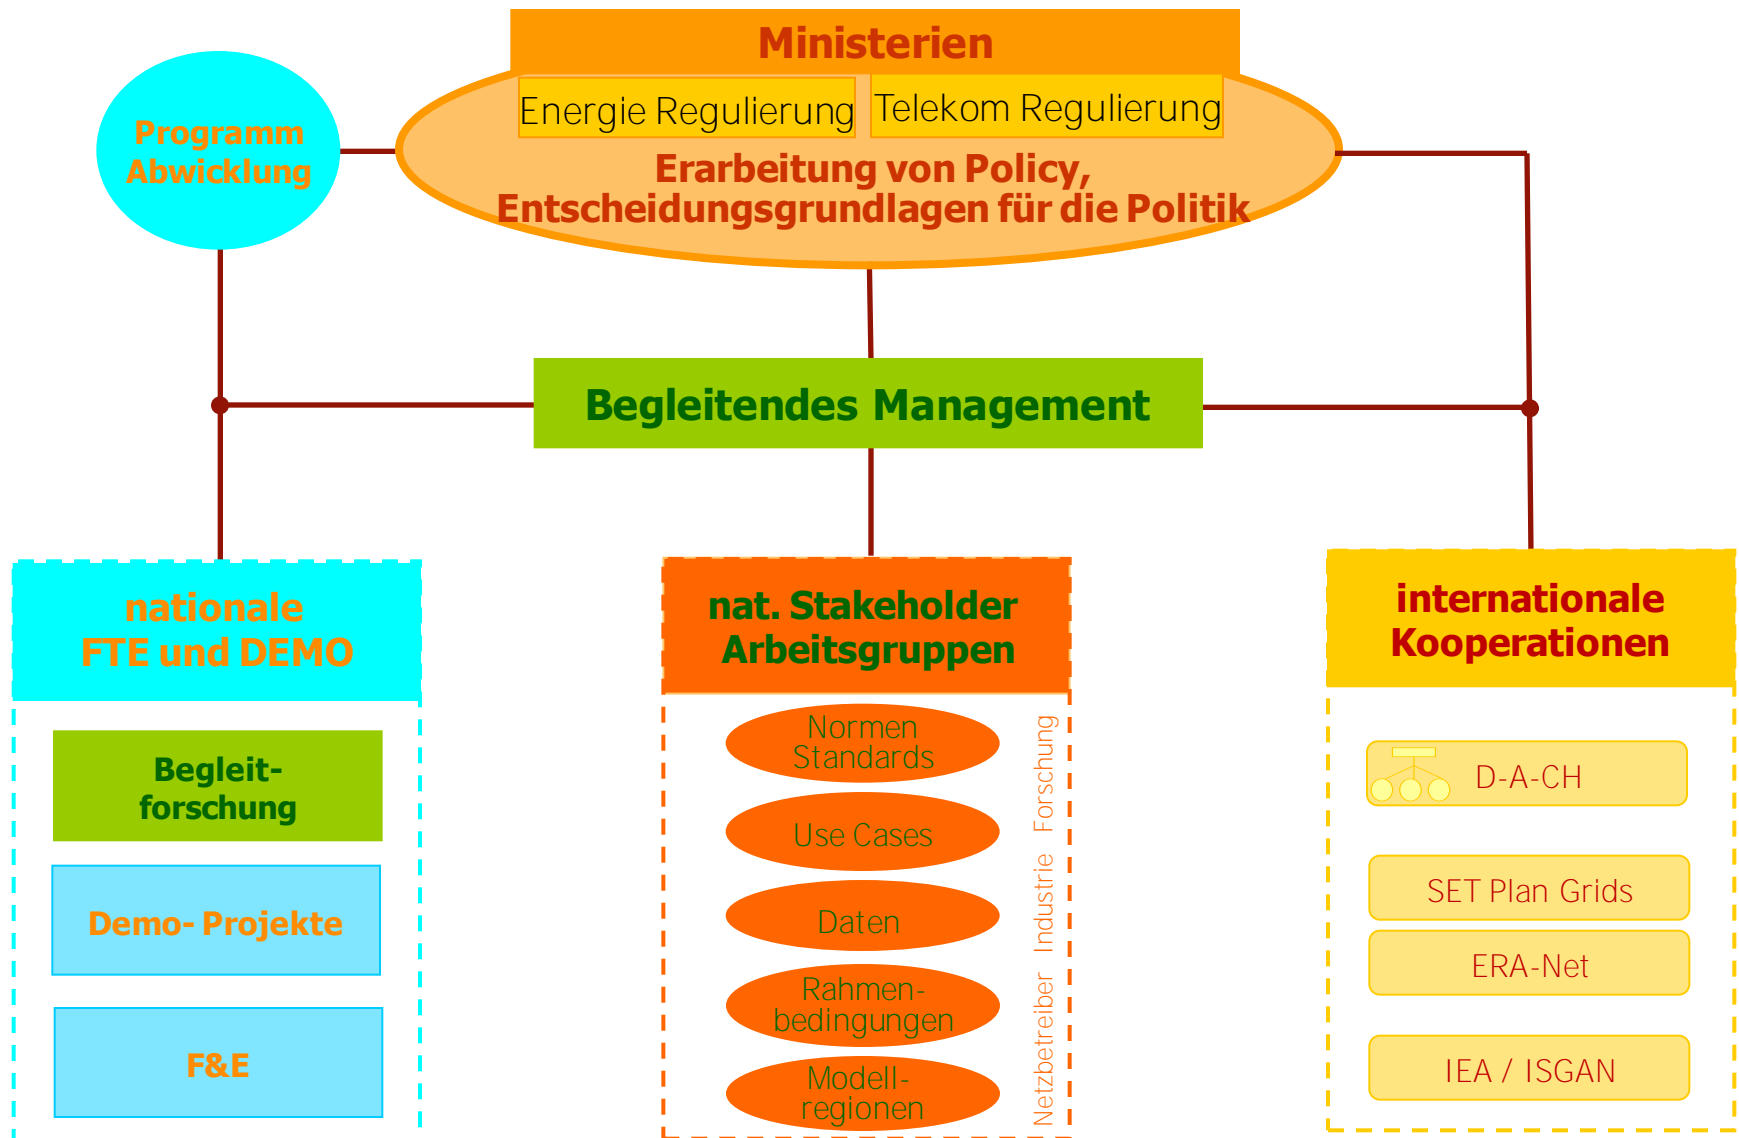 Ministerien
Energie Regulierung
Telekom Regulierung
Erarbeitung von Policy,
Entscheidungsgrundlagen für die Politik
Programm
Abwicklung
Begleitendes Management
nationale
FTE und DEMO
Begleit-
forschung
Demo- Projekte
F&E
nat. Stakeholder
Arbeitsgruppen
Normen
Standards
Use Cases
Daten
Rahmen-
bedingungen
Modell-
regionen
Netzbetreiber Industrie Forschung
internationale
Kooperationen
D-A-CH
SET Plan Grids
ERA-Net
IEA / ISGAN